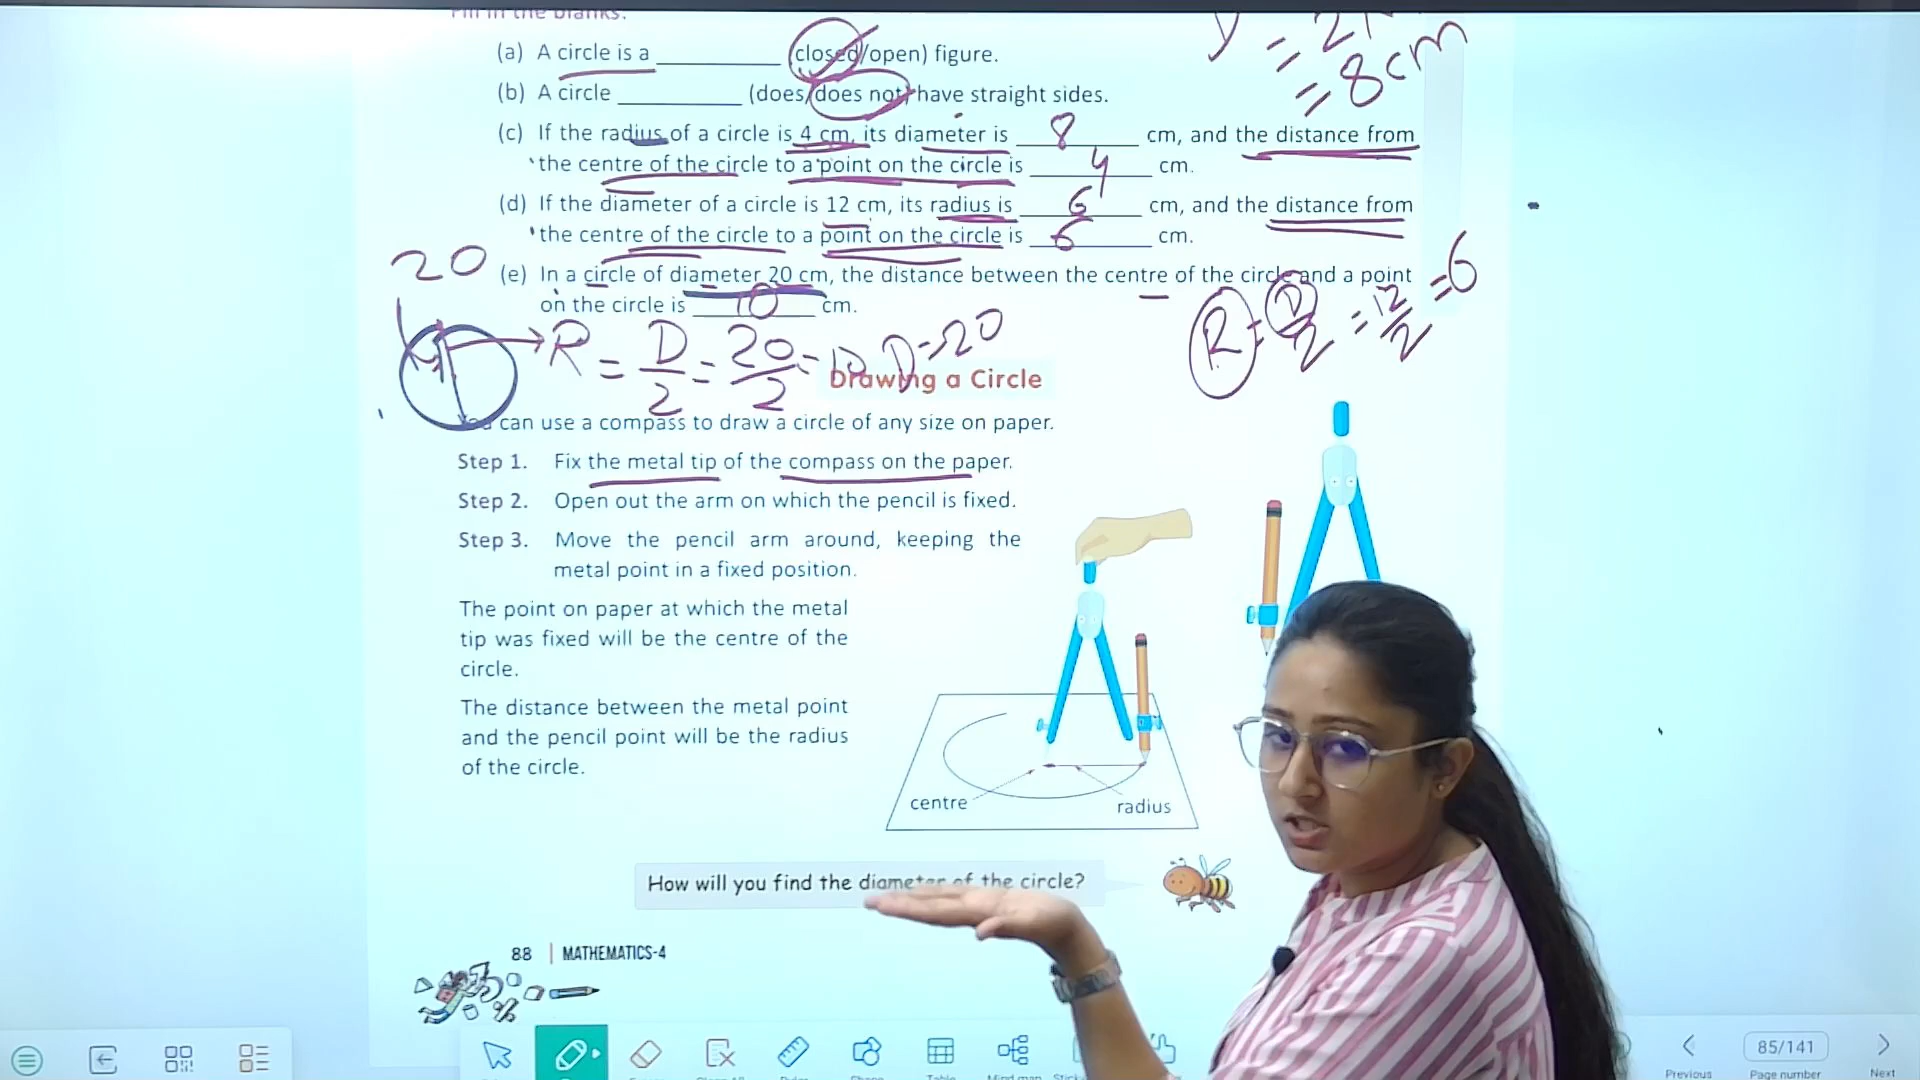 Fill in the blanks.
= 2r
= 8cm
(a) A circle is a ________ (closed/open) figure.
(b) A circle ________ (does/does not) have straight sides.
(c) If the radius of a circle is 4 cm, its diameter is 8 cm, and the distance from
the centre of the circle to a point on the circle is 4 cm.
(d) If the diameter of a circle is 12 cm, its radius is 6 cm, and the distance from
the centre of the circle to a point on the circle is 6 cm.
20
(e) In a circle of diameter 20 cm, the distance between the centre of the circle and a point
on the circle is 10 cm.
R = D/2 = 20/2 = 10 D=20
R = D/2 = 12/2 = 6
Drawing a Circle
can use a compass to draw a circle of any size on paper.
Step 1. Fix the metal tip of the compass on the paper.
Step 2. Open out the arm on which the pencil is fixed.
Step 3. Move the pencil arm around, keeping the
metal point in a fixed position.
The point on paper at which the metal
tip was fixed will be the centre of the
circle.
The distance between the metal point
and the pencil point will be the radius
of the circle.
centre
radius
How will you find the diameter of the circle?
88 | MATHEMATICS-4
85/141
Previous
Page number
Next